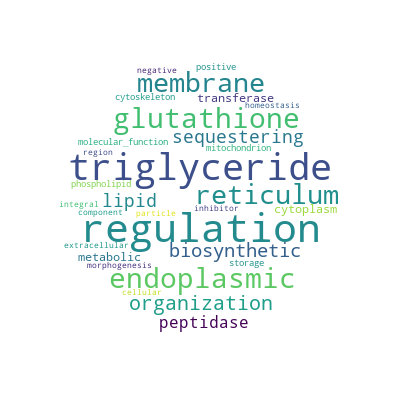 positive
negative
membrane
cytoskeleton
transferase
homeostasis
glutathione
sequestering
molecular_function
mitochondrion
region
triglyceride
phospholipid
reticulum
integral
lipid
inhibitor
cytoplasm
component
particle
regulation
extracellular
biosynthetic
metabolic
storage
morphogenesis
endoplasmic
cellular
organization
peptidase